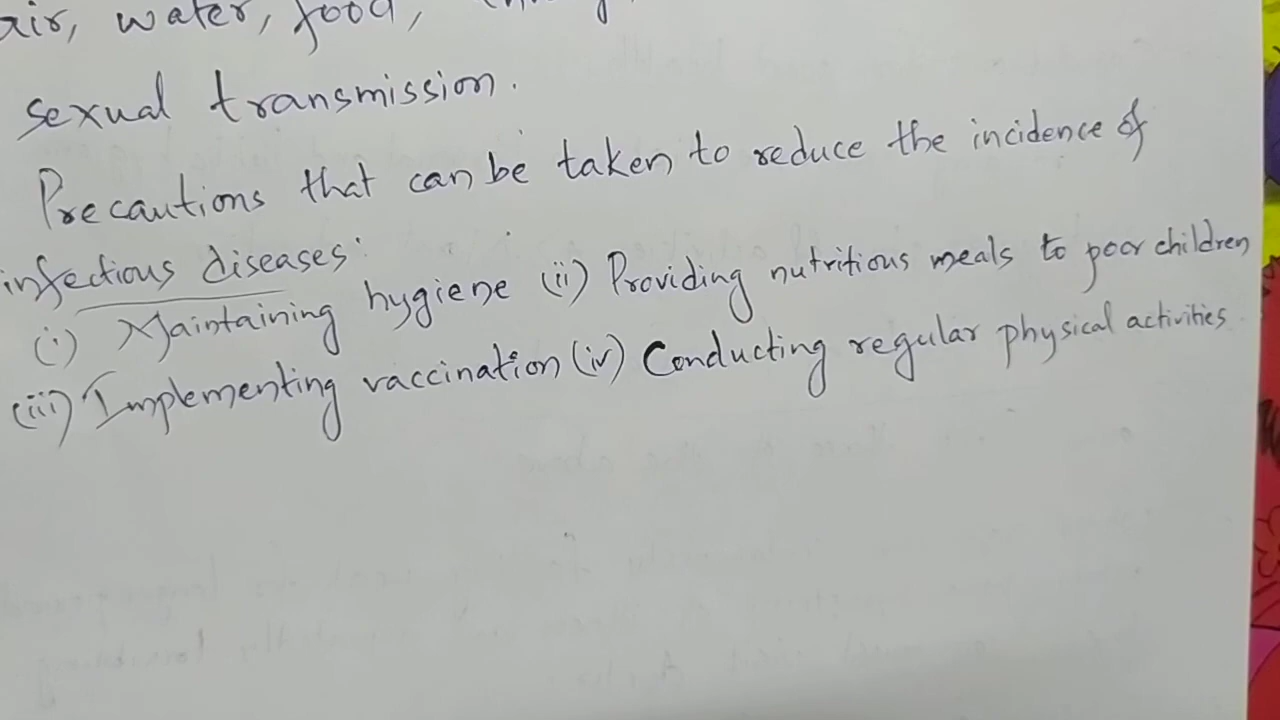 air, water, food,
sexual transmission.
Precautions that can be taken to reduce the incidence of
infectious diseases:
(i) Maintaining hygiene (ii) Providing nutritious meals to poor children
(iii) Implementing vaccination (iv) Conducting regular physical activities